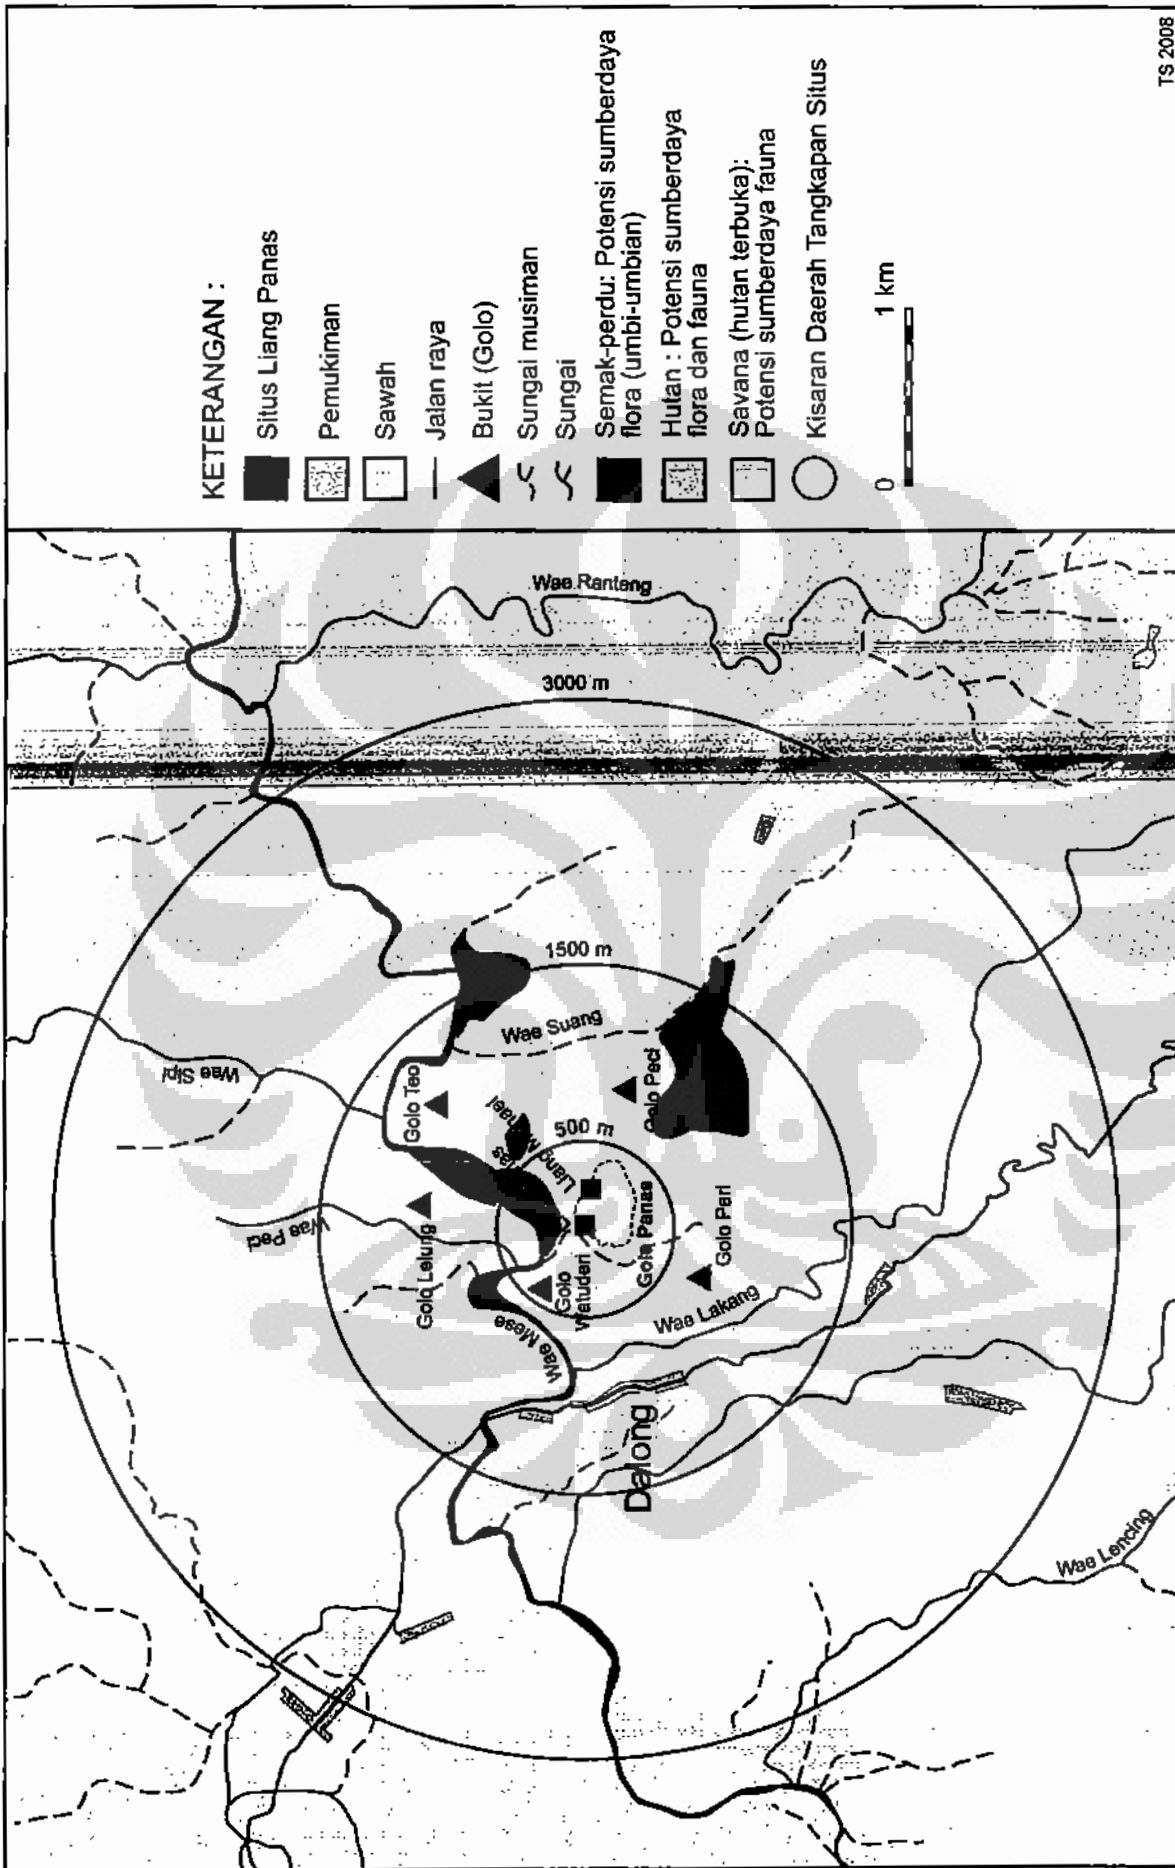 KETERANGAN :
Situs Liang Panas
Pemukiman
Sawah
Jalan raya
Bukit (Golo)
Sungai musiman
Sungai
Semak-perdu: Potensi sumberdaya
flora (umbi-umbian)
Hutan : Potensi sumberdaya
flora dan fauna
Savana (hutan terbuka):
Potensi sumberdaya fauna
Kisaran Daerah Tangkapan Situs
0 1 km
TS 2008
Wae Ranteng
3000 m
1500 m
Wae Suang
Wae Sipi
Golo Teo
Golo Peci
500 m
Liang Michael
Wae Peci
Golo Lelung
Golo Panas
Golo Pari
Golo
Watudari
Wae Mese
Wae Lakang
Dalong
Wae Lencing